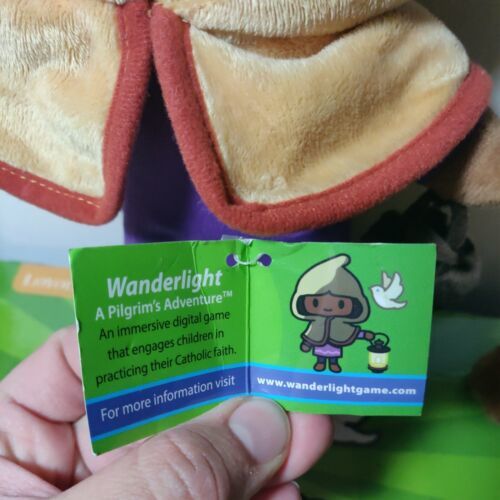 Wanderlight
A Pilgrim's Adventure™
An immersive digital game
that engages children in
practicing their Catholic faith.
For more information visit
www.wanderlightgame.com